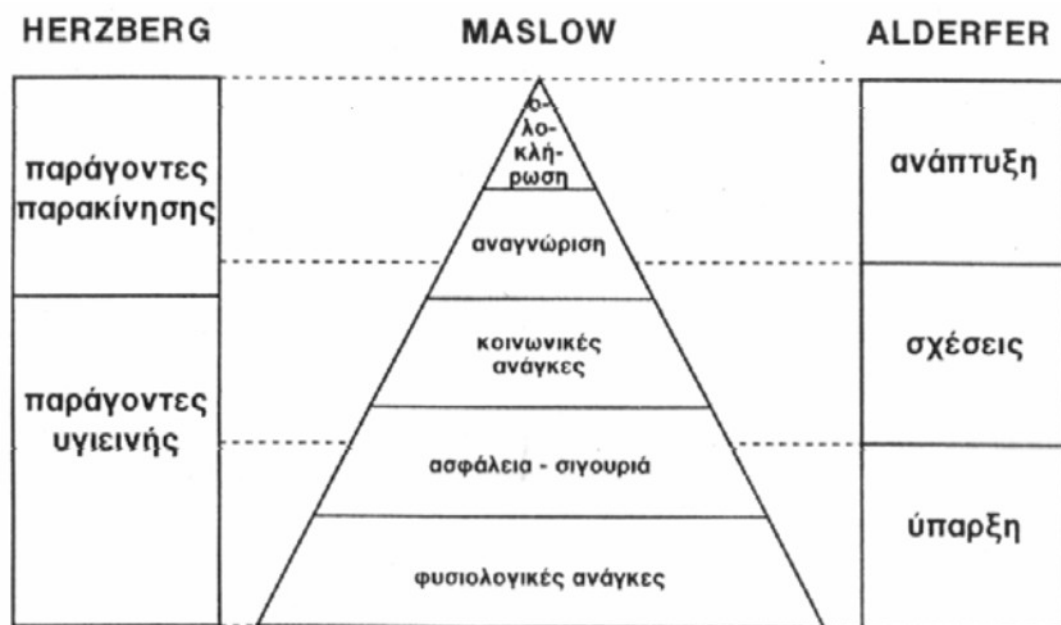 HERZBERG
MASLOW
ALDERFER
παράγοντες
παρακίνησης
παράγοντες
υγιεινής
ο-
λο-
κλή-
ρωση
αναγνώριση
κοινωνικές
ανάγκες
ασφάλεια - σιγουριά
φυσιολογικές ανάγκες
ανάπτυξη
σχέσεις
ύπαρξη